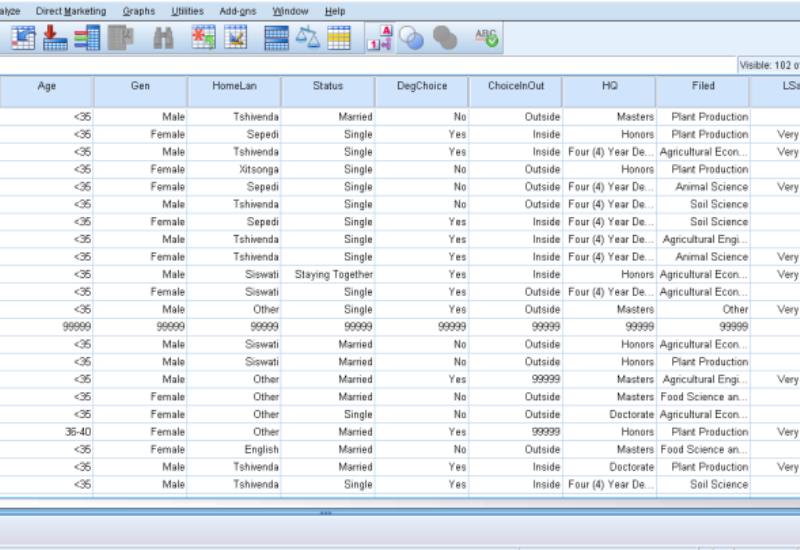 alyze Direct Marketing Graphs Utilities Add-gns Window Help
A
1 ABC
Visible: 102 o
Age Gen HomeLan Status DegChoice ChoiceInOut HQ Filed LSa
<35 Male Tshivenda Married No Outside Masters Plant Production
<35 Female Sepedi Single Yes Inside Honors Plant Production Very
<35 Male Tshivenda Single Yes Inside Four (4) Year De... Agricultural Econ... Very
<35 Female Xitsonga Single No Outside Honors Plant Production
<35 Female Sepedi Single No Outside Four (4) Year De... Animal Science Very
<35 Male Tshivenda Single No Outside Four (4) Year De... Soil Science
<35 Female Sepedi Single Yes Inside Four (4) Year De... Soil Science
<35 Male Tshivenda Single Yes Inside Four (4) Year De... Agricultural Engi...
<35 Female Tshivenda Single Yes Inside Four (4) Year De... Animal Science Very
<35 Male Siswati Staying Together Yes Inside Honors Agricultural Econ... Very
<35 Female Siswati Single Yes Outside Four (4) Year De... Agricultural Econ...
<35 Male Other Single Yes Outside Masters Other Very
99999 99999 99999 99999 99999 99999 99999 99999
<35 Male Siswati Married No Outside Honors Agricultural Econ...
<35 Male Siswati Married No Outside Honors Plant Production
<35 Male Other Married Yes 99999 Masters Agricultural Engi... Very
<35 Female Other Married No Outside Masters Food Science an...
<35 Female Other Single No Outside Doctorate Agricultural Econ...
36-40 Female Other Married Yes 99999 Honors Plant Production Very
<35 Female English Married No Outside Masters Food Science an...
<35 Male Tshivenda Married Yes Inside Doctorate Plant Production Very
<35 Male Tshivenda Single Yes Inside Four (4) Year De... Soil Science